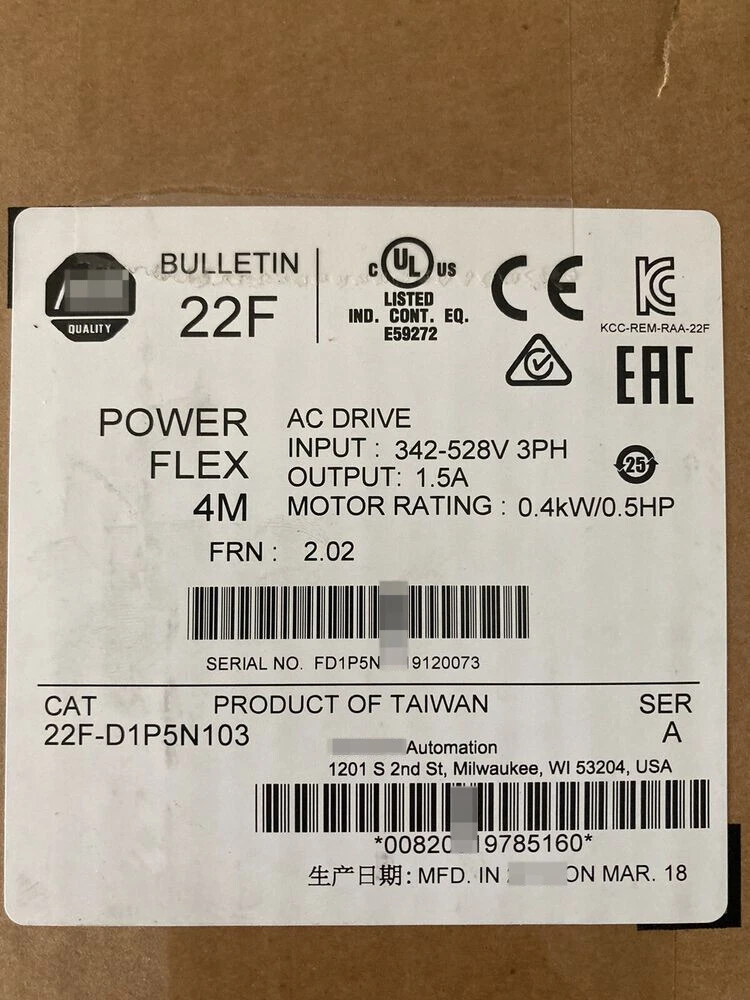 BULLETIN
22F
QUALITY
C UL US
LISTED
IND. CONT. EQ.
E59272
CE
KCC-REM-RAA-22F
EAC
POWER
FLEX
4M
AC DRIVE
INPUT : 342-528V 3PH
OUTPUT: 1.5A
MOTOR RATING : 0.4kW/0.5HP
25
FRN : 2.02
SERIAL NO. FD1P5N 19120073
CAT
22F-D1P5N103
PRODUCT OF TAIWAN
SER
A
Automation
1201 S 2nd St, Milwaukee, WI 53204, USA
*00820 19785160*
生产日期: MFD. IN ON MAR. 18